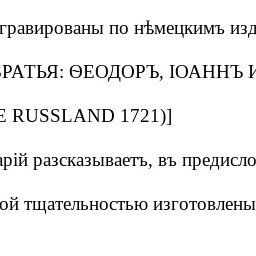 гравированы по нѣмецкимъ изд
БРАТЬЯ: ѲЕОДОРЪ, ІОАННЪ И
E RUSSLAND 1721)]
арій разсказываетъ, въ предисло
ой тщательностью изготовлены